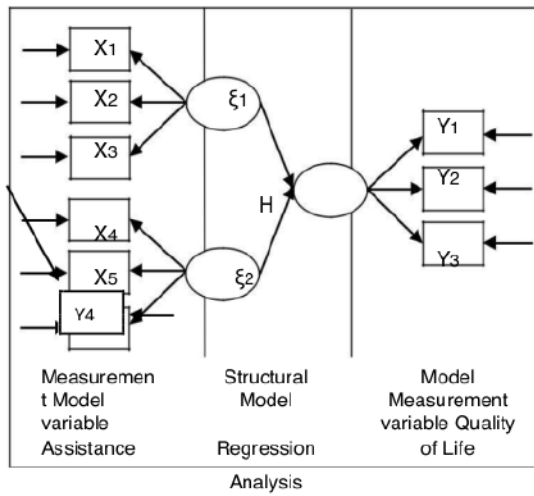 X1
X2
X3
X4
X5
Y4
ξ1
ξ2
H
Y1
Y2
Y3
Measuremen
t Model
variable
Assistance
Structural
Model
Regression
Model
Measurement
variable Quality
of Life
Analysis